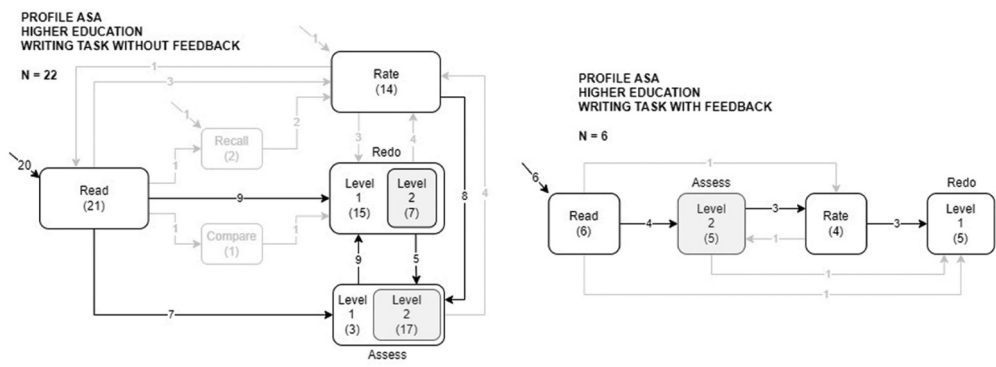 PROFILE ASA
HIGHER EDUCATION
WRITING TASK WITHOUT FEEDBACK
N = 22
1
1
3
Rate
(14)
1
Recall
(2)
2
1
3
4
Redo
20
Read
(21)
9
Level
1
(15)
Level
2
(7)
8
4
1
Compare
(1)
1
9
5
7
Level
1
(3)
Level
2
(17)
Assess
PROFILE ASA
HIGHER EDUCATION
WRITING TASK WITH FEEDBACK
N = 6
1
6
Assess
Redo
Read
(6)
4
Level
2
(5)
3
1
Rate
(4)
3
Level
1
(5)
1
1